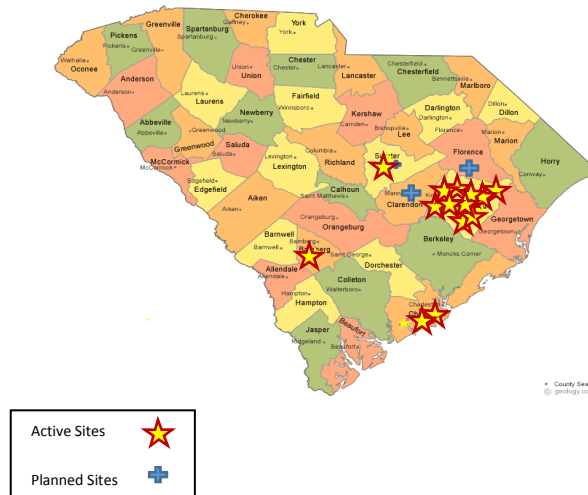 Cherokee
Gaffney
Greenville
Spartanburg
Spartanburg
York
York
Pickens
Pickens
Greenville
Walhalla
Oconee
Union
Union
Chester
Chester
Lancaster
Lancaster
Chesterfield
Chesterfield
Bennettsville
Marlboro
Anderson
Anderson
Laurens
Laurens
Fairfield
Winnsboro
Kershaw
Camden
Darlington
Darlington
Dillon
Dillon
Abbeville
Abbeville
Newberry
Newberry
Greenwood
Greenwood
Bishopville
Lee
Florence
Florence
Marion
Marion
Horry
Conway
McCormick
McCormick
Saluda
Saluda
Columbia
Richland
Lexington
Lexington
Edgefield
Edgefield
Aiken
Aiken
Calhoun
Saint Matthews
Clarendon
Georgetown
Georgetown
Orangeburg
Orangeburg
Barnwell
Barnwell
Bamberg
Saint George
Berkeley
Moncks Corner
Allendale
Allendale
Dorchester
Colleton
Walterboro
Hampton
Hampton
Jasper
Ridgeland
Beaufort
Beaufort
County Sea
© geology.co
Active Sites
Planned Sites